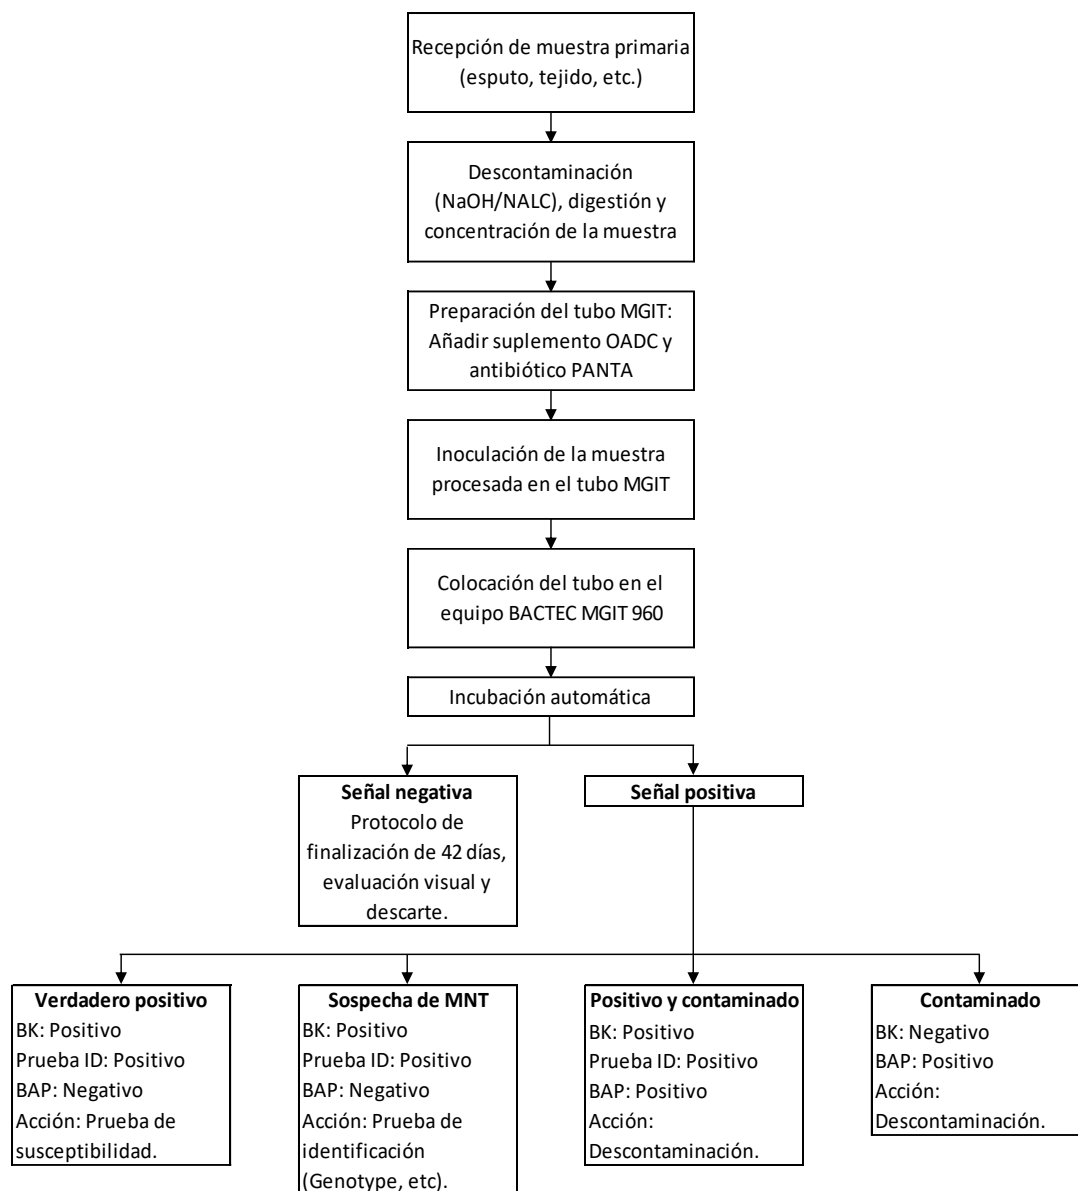 Recepción de muestra primaria
(esputo, tejido, etc.)
Descontaminación
(NaOH/NALC), digestión y
concentración de la muestra
Preparación del tubo MGIT:
Añadir suplemento OADC y
antibiótico PANTA
Inoculación de la muestra
procesada en el tubo MGIT
Colocación del tubo en el
equipo BACTEC MGIT 960
Incubación automática
Señal negativa
Protocolo de
finalización de 42 días,
evaluación visual y
descarte.
Señal positiva
Verdadero positivo
BK: Positivo
Prueba ID: Positivo
BAP: Negativo
Acción: Prueba de
susceptibilidad.
Sospecha de MNT
BK: Positivo
Prueba ID: Positivo
BAP: Negativo
Acción: Prueba de
identificación
(Genotype, etc).
Positivo y contaminado
BK: Positivo
Prueba ID: Positivo
BAP: Positivo
Acción:
Descontaminación.
Contaminado
BK: Negativo
BAP: Positivo
Acción:
Descontaminación.